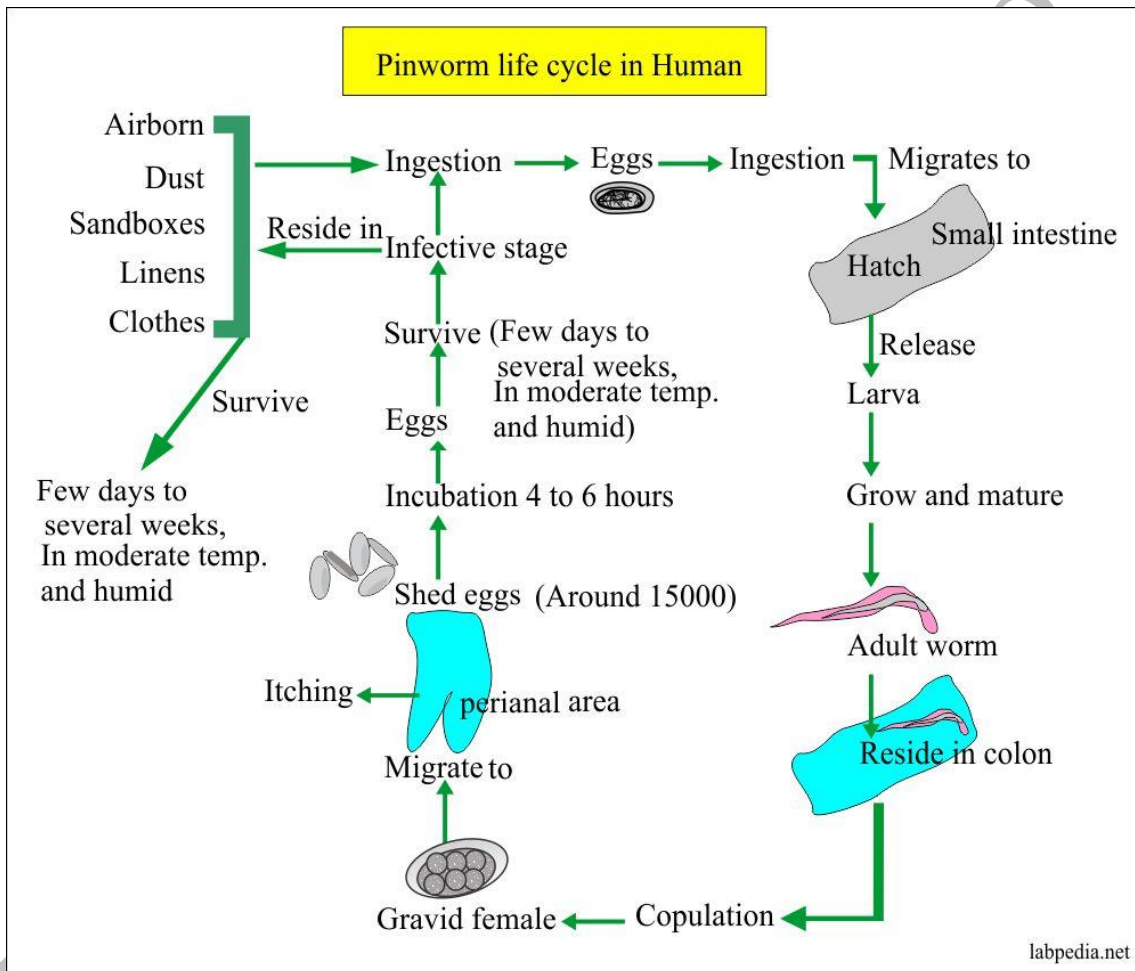 Pinworm life cycle in Human
Airborn
Dust
Sandboxes
Linens
Clothes
Ingestion
Eggs
Ingestion
Migrates to
Small intestine
Hatch
Reside in
Infective stage
Release
Survive (Few days to
several weeks,
In moderate temp.
and humid)
Larva
Survive
Eggs
Few days to
several weeks,
In moderate temp.
and humid
Incubation 4 to 6 hours
Grow and mature
Shed eggs (Around 15000)
Adult worm
Itching
perianal area
Reside in colon
Migrate to
Gravid female
Copulation
labpedia.net